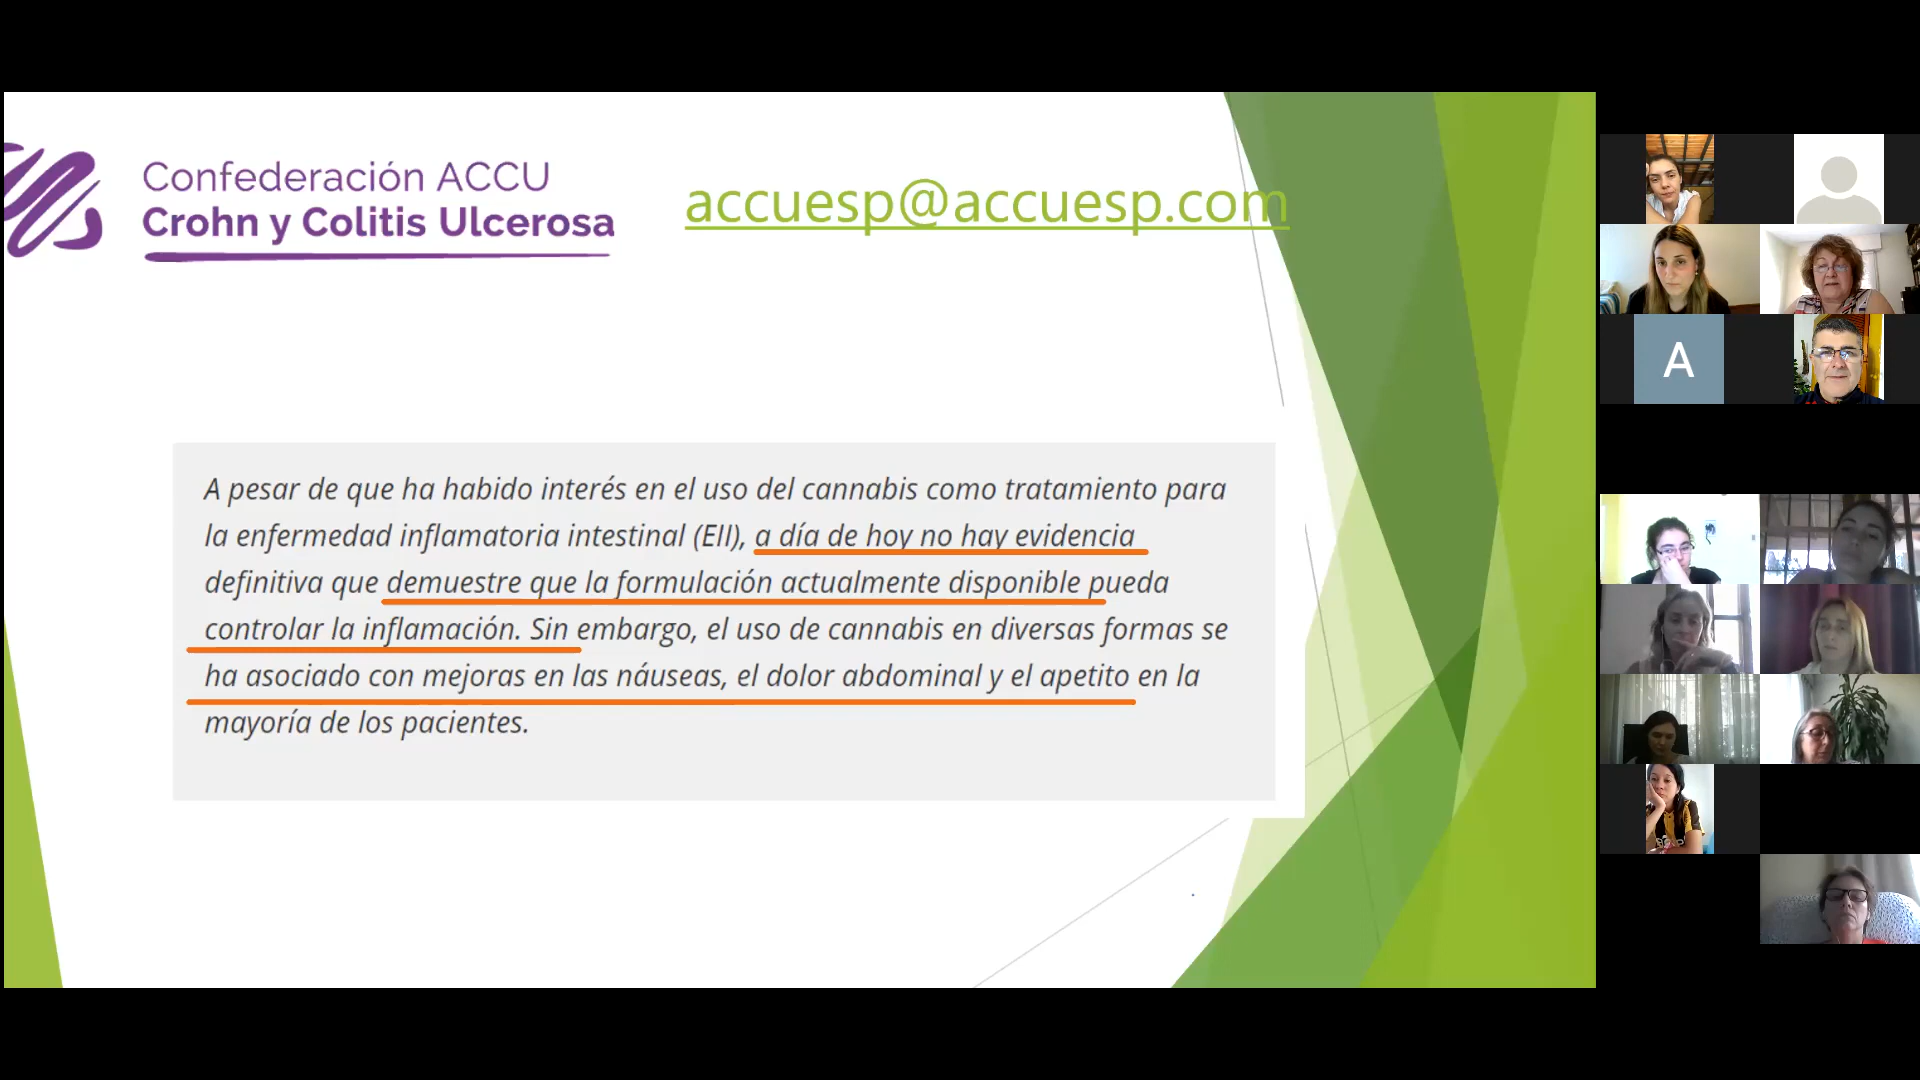 Confederación ACCU
Crohn y Colitis Ulcerosa
accuesp@accuesp.com
A pesar de que ha habido interés en el uso del cannabis como tratamiento para
la enfermedad inflamatoria intestinal (EII), a día de hoy no hay evidencia
definitiva que demuestre que la formulación actualmente disponible pueda
controlar la inflamación. Sin embargo, el uso de cannabis en diversas formas se
ha asociado con mejoras en las náuseas, el dolor abdominal y el apetito en la
mayoría de los pacientes.
A